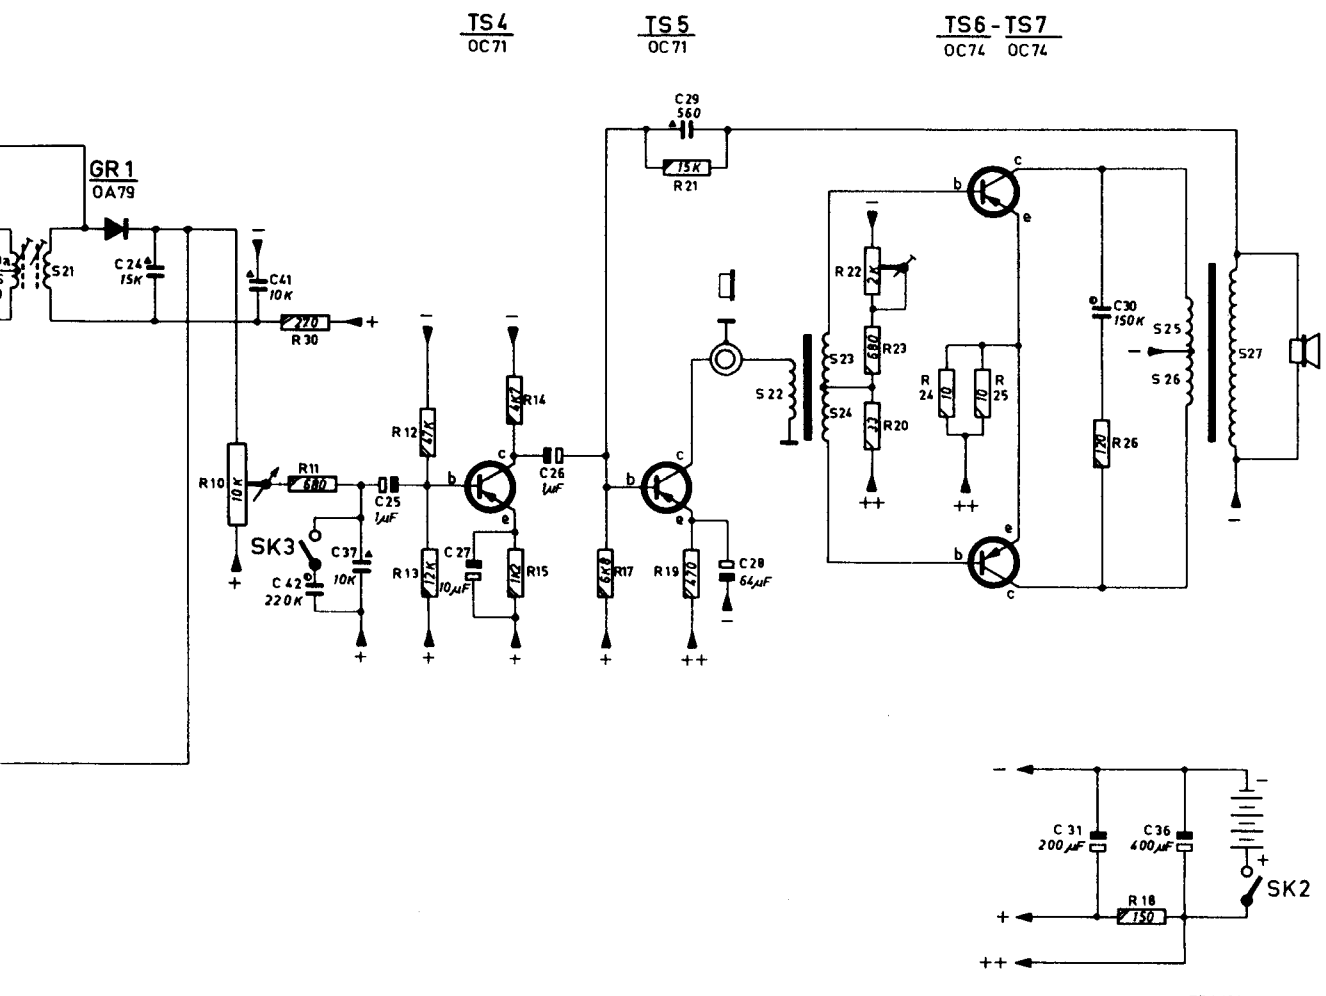 TS4
OC71
TS5
OC71
TS6 - TS7
OC74 OC74
C29
560
15K
R21
GR1
OA79
S21
C24
15K
C41
10K
270
R30
+
−
−
−
−
c
b
e
R22
2K
R23
680
R20
33
S22
S23
S24
R
24
10
R
25
10
++
++
C30
150K
R26
120
−
S25
S26
S27
−
R14
4K7
R12
47K
R10
10K
R11
680
C25
1µF
b
c
e
C26
1µF
b
c
e
b
e
c
SK3
C42
220K
C37
10K
R13
12K
C27
10µF
R15
1K2
R17
6K8
R19
470
C28
64µF
−
+
+
+
+
+
++
−
−
+
C31
200µF
C36
400µF
SK2
R18
150
+
++